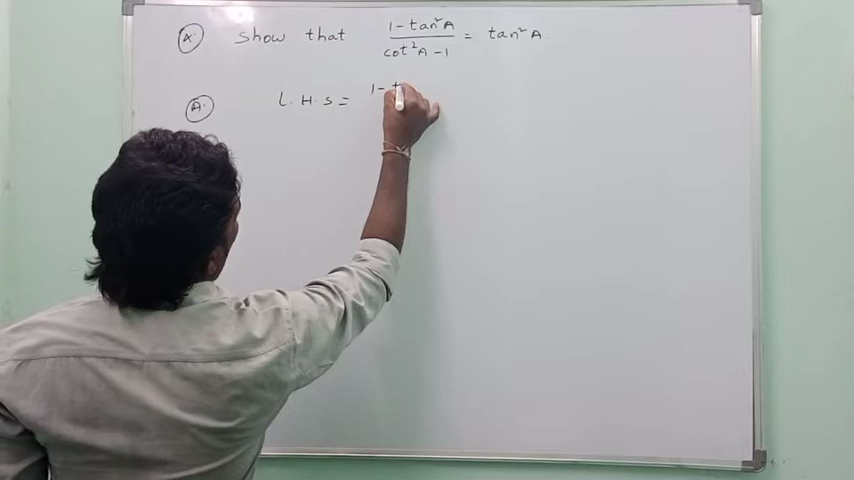 Q. Show that 1-tan²A / cot²A-1 = tan²A.
A. L.H.S = 1-t